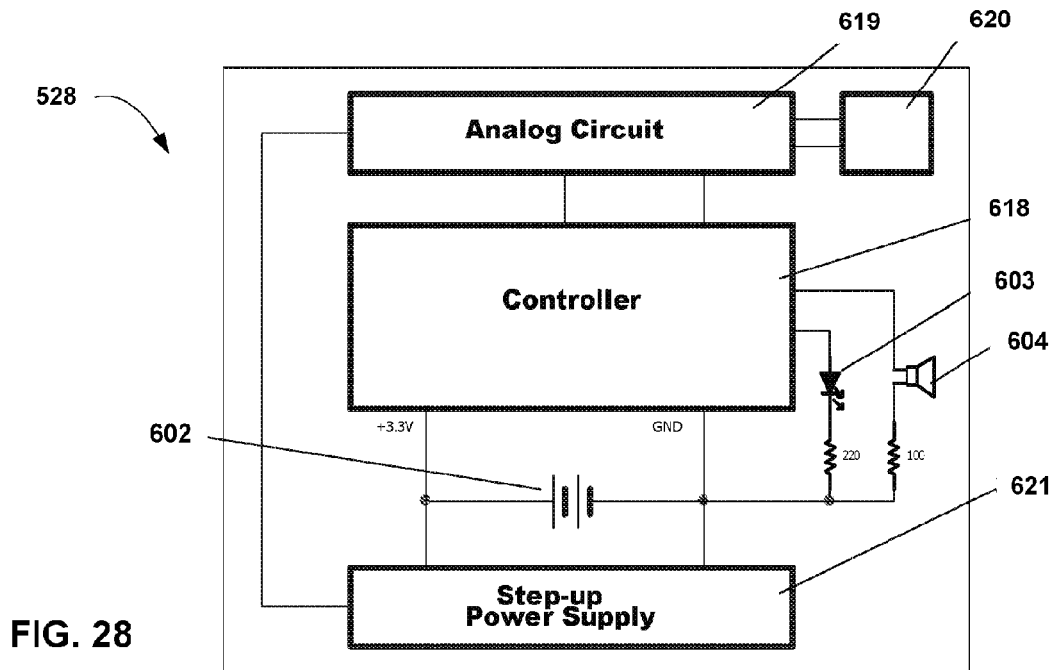 619
620
528
Analog Circuit
618
Controller
603
604
+3.3V
GND
602
220
100
621
Step-up
Power Supply
FIG. 28